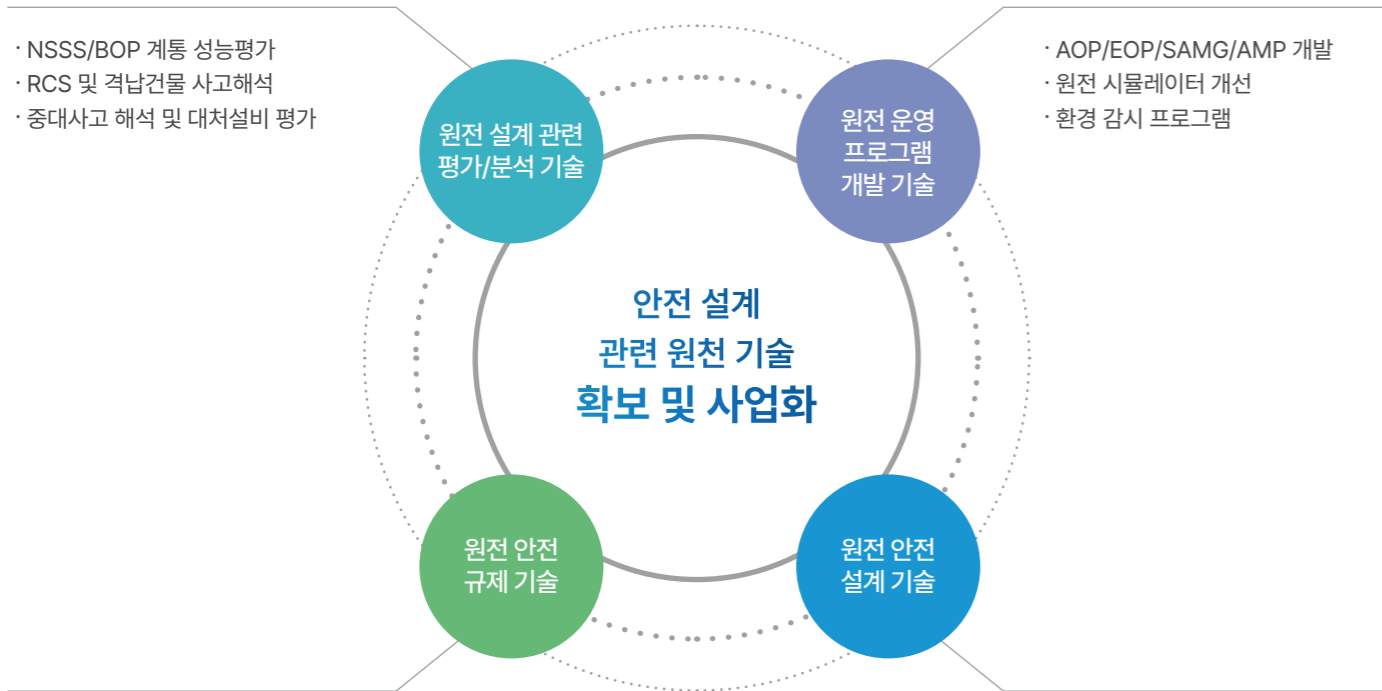 · NSSS/BOP 계통 성능평가
· RCS 및 격납건물 사고해석
· 중대사고 해석 및 대처설비 평가
· AOP/EOP/SAMG/AMP 개발
· 원전 시뮬레이터 개선
· 환경 감시 프로그램
원전 설계 관련
평가/분석 기술
원전 운영
프로그램
개발 기술
안전 설계
관련 원천 기술
확보 및 사업화
원전 안전
규제 기술
원전 안전
설계 기술